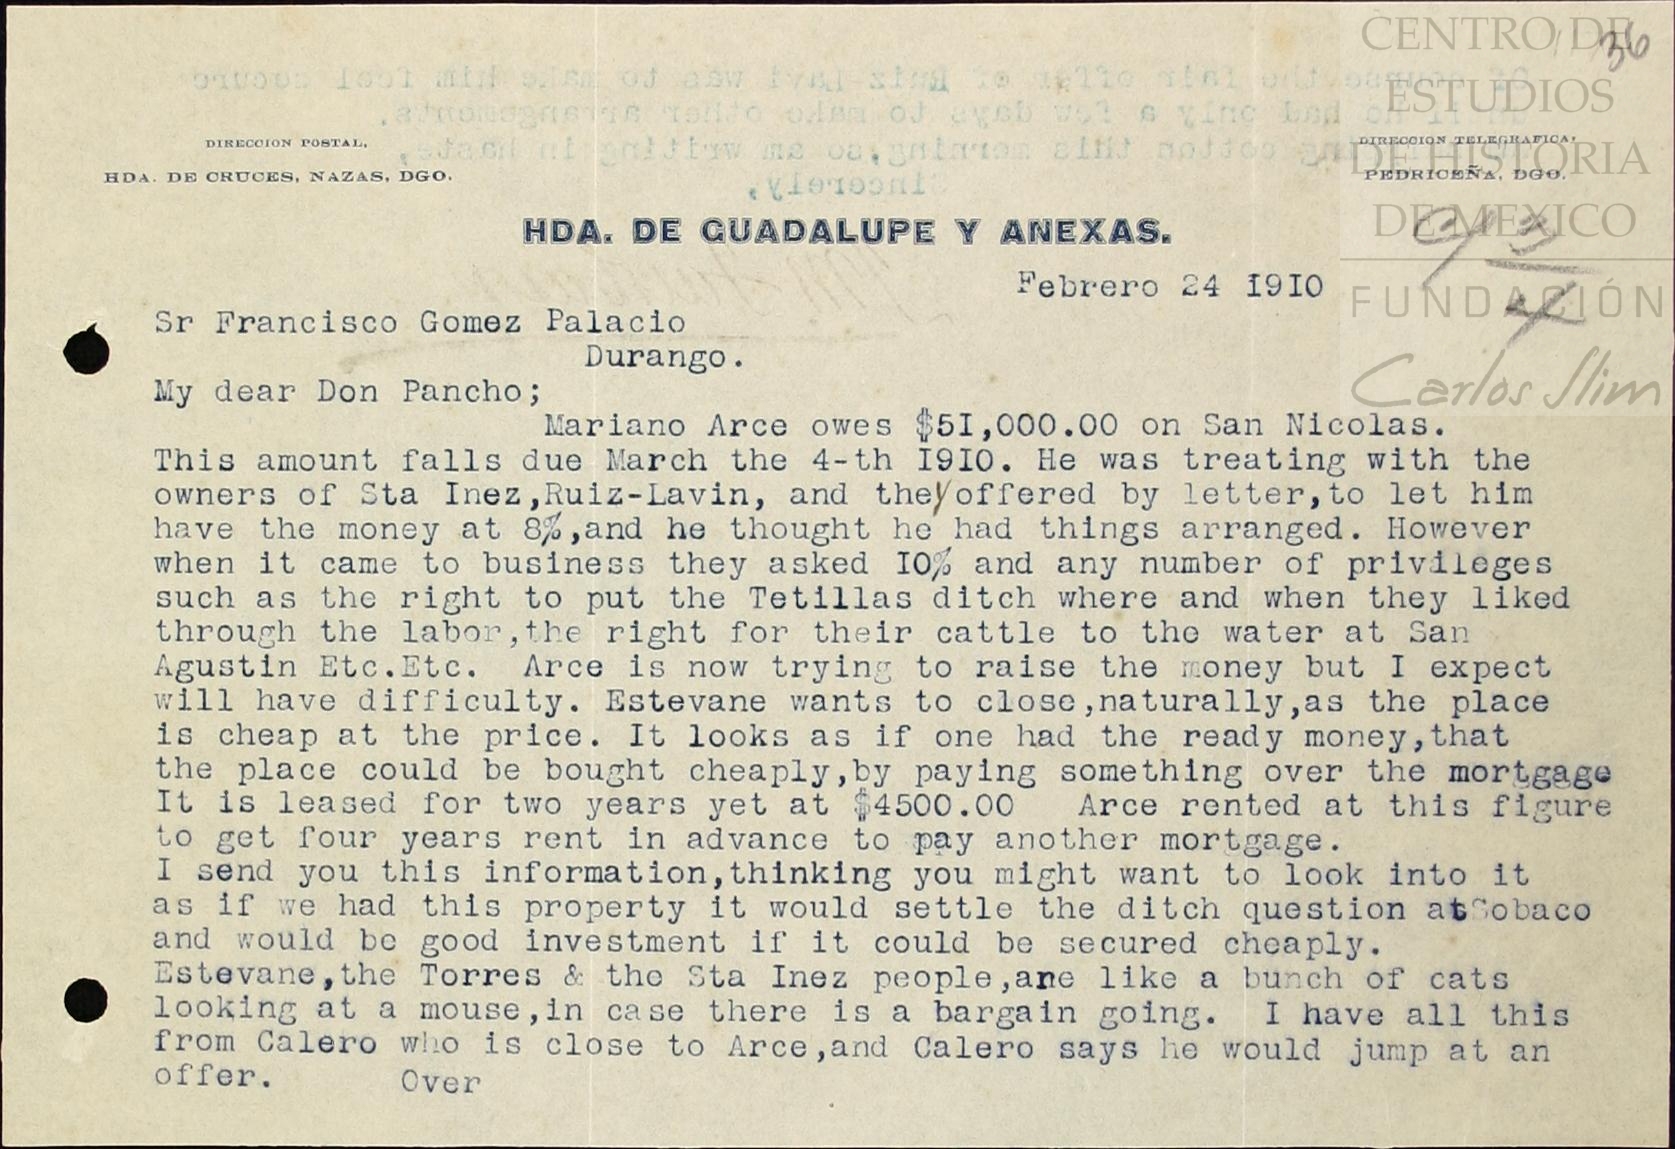 36
DIRECCION POSTAL,
HDA. DE CRUCES, NAZAS, DGO.
DIRECCION TELEGRAFICA:
PEDRICEÑA, DGO.
HDA. DE GUADALUPE Y ANEXAS.
Febrero 24 I9I0
Sr Francisco Gomez Palacio
Durango.
My dear Don Pancho;
Mariano Arce owes $5I,000.00 on San Nicolas.
This amount falls due March the 4-th I9I0. He was treating with the
owners of Sta Inez,Ruiz-Lavin, and they offered by letter,to let him
have the money at 8%,and he thought he had things arranged. However
when it came to business they asked I0% and any number of privileges
such as the right to put the Tetillas ditch where and when they liked
through the labor,the right for their cattle to the water at San
Agustin Etc.Etc. Arce is now trying to raise the money but I expect
will have difficulty. Estevane wants to close,naturally,as the place
is cheap at the price. It looks as if one had the ready money,that
the place could be bought cheaply,by paying something over the mortgage
It is leased for two years yet at $4500.00 Arce rented at this figure
to get four years rent in advance to pay another mortgage.
I send you this information,thinking you might want to look into it
as if we had this property it would settle the ditch question at Sobaco
and would be good investment if it could be secured cheaply.
Estevane,the Torres & the Sta Inez people,are like a bunch of cats
looking at a mouse,in case there is a bargain going. I have all this
from Calero who is close to Arce,and Calero says he would jump at an
offer. Over
CENTRO DE
ESTUDIOS
DE HISTORIA
DE MEXICO
FUNDACIÓN
Carlos Slim